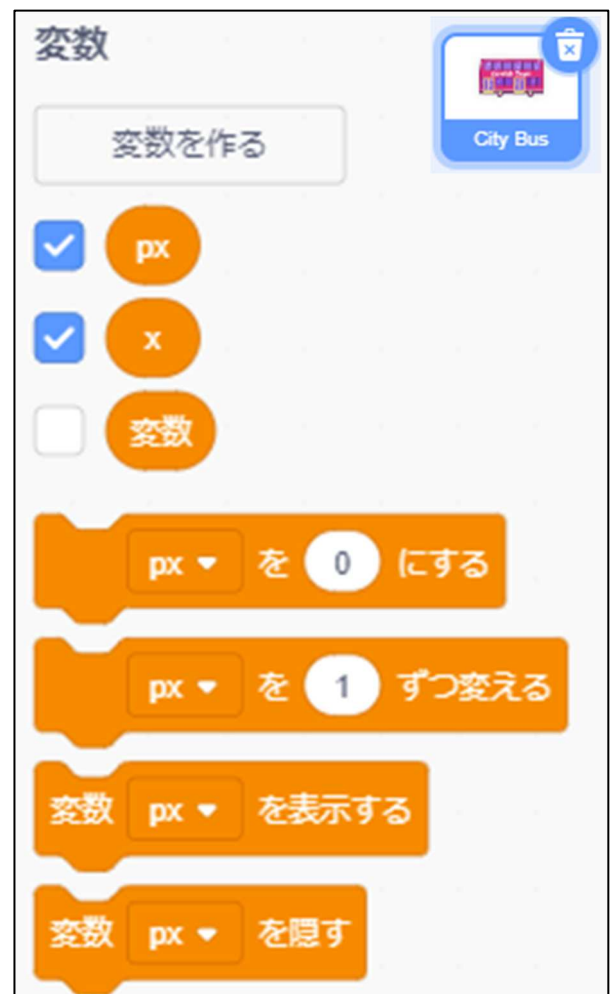 変数
City Bus
変数を作る
px
x
変数
px を 0 にする
px を 1 ずつ変える
変数 px を表示する
変数 px を隠す